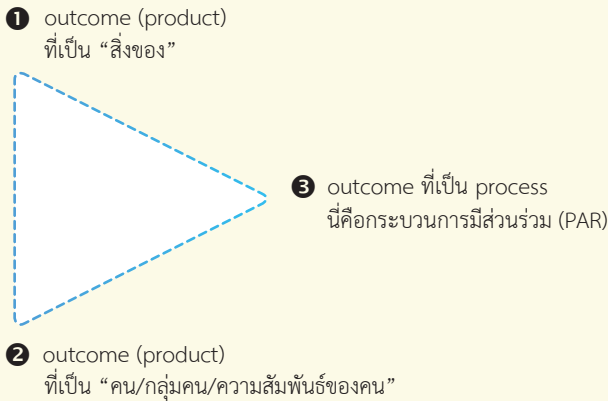 ❶ outcome (product)
ที่เป็น “สิ่งของ”
❸ outcome ที่เป็น process
นี่คือกระบวนการมีส่วนร่วม (PAR)
❷ outcome (product)
ที่เป็น “คน/กลุ่มคน/ความสัมพันธ์ของคน”